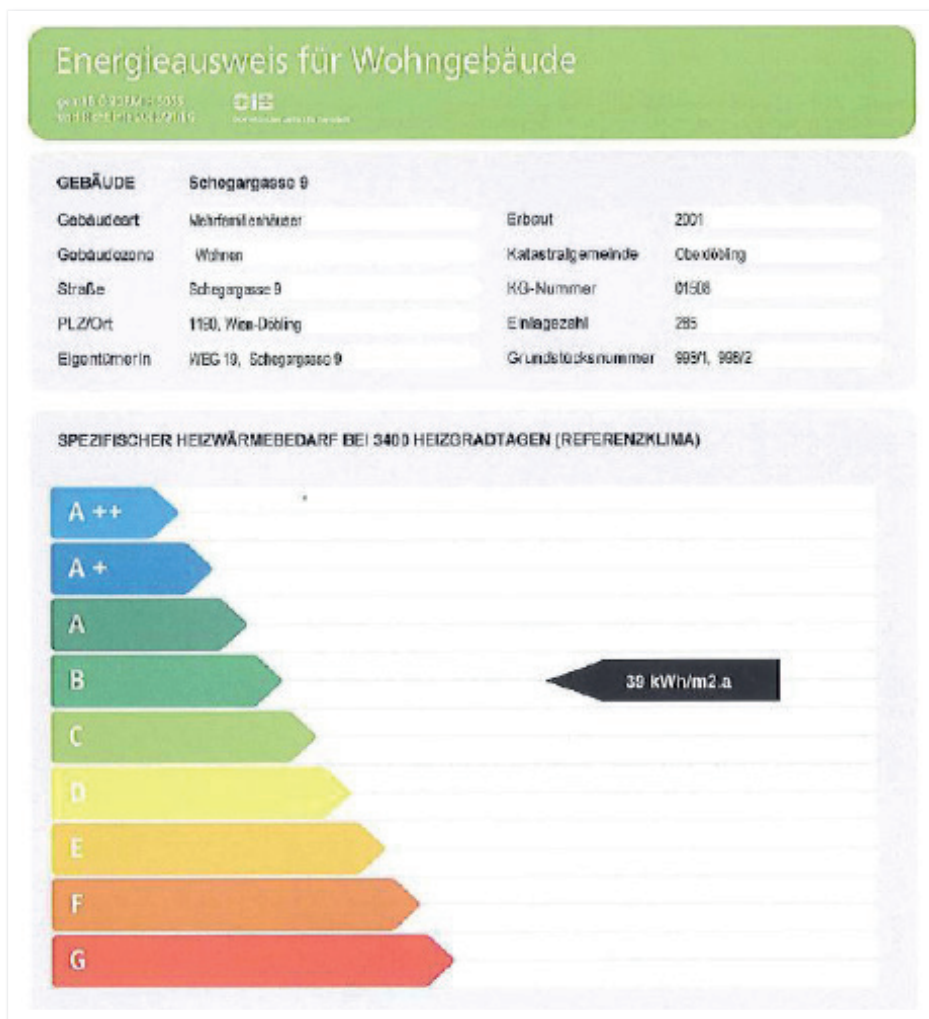 Energieausweis für Wohngebäude
OIB
GEBÄUDE Schegargasse 9
Gebäudeart Mehrfamilienhäuser
Erbaut 2001
Gebäudezone Wohnen
Katastralgemeinde Oberdöbling
Straße Schegargasse 9
KG-Nummer 01508
PLZ/Ort 1190, Wien-Döbling
Einlagezahl 285
EigentümerIn WEG 19, Schegargasse 9
Grundstücksnummer 998/1, 998/2
SPEZIFISCHER HEIZWÄRMEBEDARF BEI 3400 HEIZGRADTAGEN (REFERENZKLIMA)
A ++
A +
A
B
39 kWh/m2.a
C
D
E
F
G